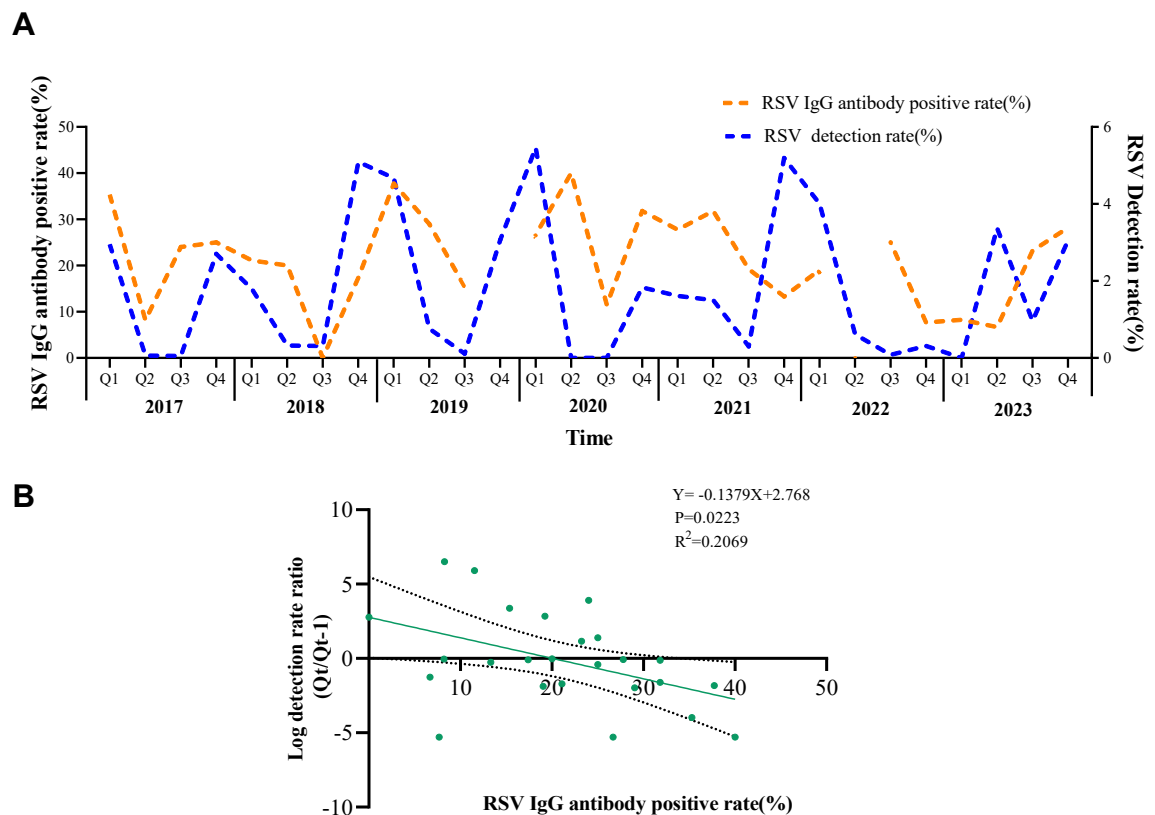 A
RSV IgG antibody positive rate(%)
RSV detection rate(%)
RSV IgG antibody positive rate(%)
50
40
30
20
10
0
6
4
2
0
RSV Detection rate(%)
Q1 Q2 Q3 Q4 Q1 Q2 Q3 Q4 Q1 Q2 Q3 Q4 Q1 Q2 Q3 Q4 Q1 Q2 Q3 Q4 Q1 Q2 Q3 Q4 Q1 Q2 Q3 Q4
2017 2018 2019 2020 2021 2022 2023
Time
B
Y= -0.1379X+2.768
P=0.0223
R²=0.2069
Log detection rate ratio
(Qt/Qt-1)
10
5
0
-5
-10
10 20 30 40 50
RSV IgG antibody positive rate(%)